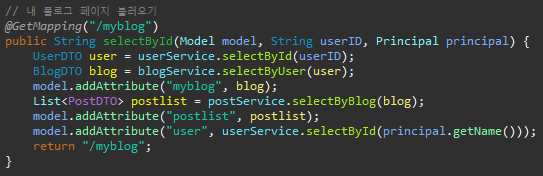 // 내 블로그 페이지 불러오기
@GetMapping("/myblog")
public String selectById(Model model, String userID, Principal principal) {
    UserDTO user = userService.selectById(userID);
    BlogDTO blog = blogService.selectByUser(user);
    model.addAttribute("myblog", blog);
    List<PostDTO> postlist = postService.selectByBlog(blog);
    model.addAttribute("postlist", postlist);
    model.addAttribute("user", userService.selectById(principal.getName()));
    return "/myblog";
}